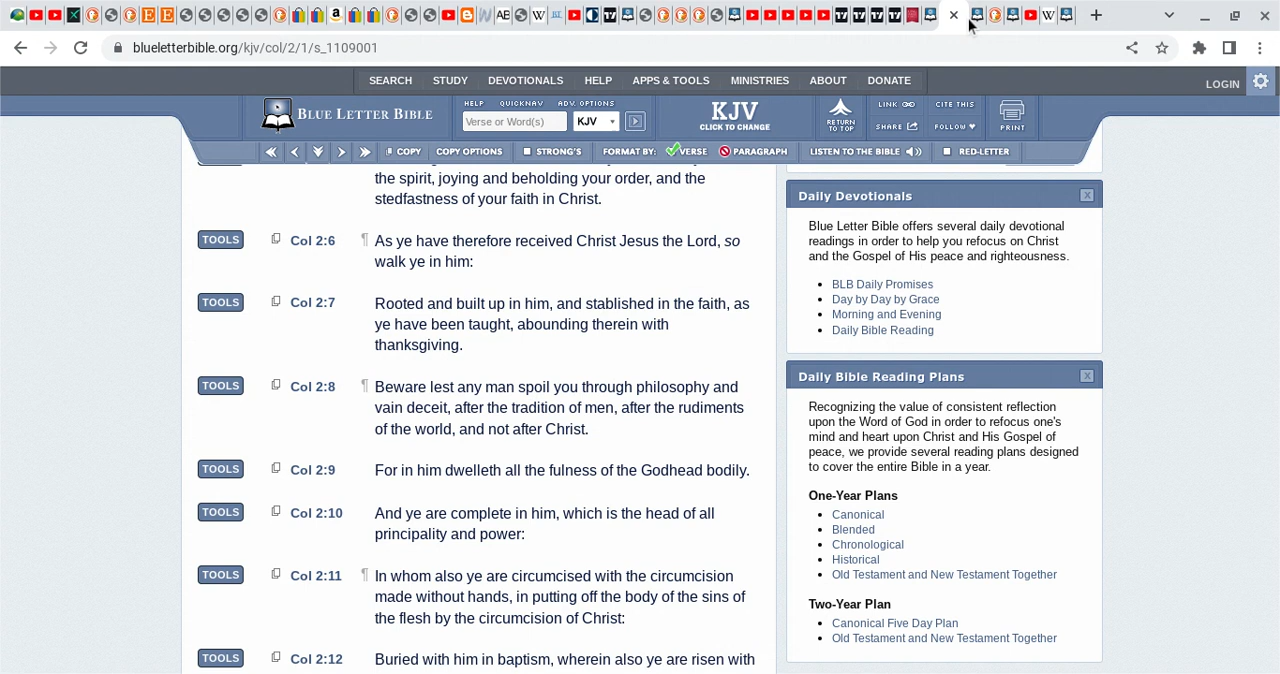 blueletterbible.org/kjv/col/2/1/s_1109001
SEARCH STUDY DEVOTIONALS HELP APPS & TOOLS MINISTRIES ABOUT DONATE
LOGIN
BLUE LETTER BIBLE
HELP QUICKNAV ADV. OPTIONS
Verse or Word(s) KJV
KJV
CLICK TO CHANGE
RETURN
TO TOP
LINK
CITE THIS
SHARE
FOLLOW
PRINT
COPY COPY OPTIONS STRONG'S FORMAT BY: VERSE PARAGRAPH LISTEN TO THE BIBLE RED-LETTER
the spirit, joying and beholding your order, and the
stedfastness of your faith in Christ.
TOOLS Col 2:6 ¶ As ye have therefore received Christ Jesus the Lord, so
walk ye in him:
TOOLS Col 2:7 Rooted and built up in him, and stablished in the faith, as
ye have been taught, abounding therein with
thanksgiving.
TOOLS Col 2:8 ¶ Beware lest any man spoil you through philosophy and
vain deceit, after the tradition of men, after the rudiments
of the world, and not after Christ.
TOOLS Col 2:9 For in him dwelleth all the fulness of the Godhead bodily.
TOOLS Col 2:10 And ye are complete in him, which is the head of all
principality and power:
TOOLS Col 2:11 ¶ In whom also ye are circumcised with the circumcision
made without hands, in putting off the body of the sins of
the flesh by the circumcision of Christ:
TOOLS Col 2:12 Buried with him in baptism, wherein also ye are risen with
Daily Devotionals
Blue Letter Bible offers several daily devotional
readings in order to help you refocus on Christ
and the Gospel of His peace and righteousness.
• BLB Daily Promises
• Day by Day by Grace
• Morning and Evening
• Daily Bible Reading
Daily Bible Reading Plans
Recognizing the value of consistent reflection
upon the Word of God in order to refocus one's
mind and heart upon Christ and His Gospel of
peace, we provide several reading plans designed
to cover the entire Bible in a year.
One-Year Plans
• Canonical
• Blended
• Chronological
• Historical
• Old Testament and New Testament Together
Two-Year Plan
• Canonical Five Day Plan
• Old Testament and New Testament Together